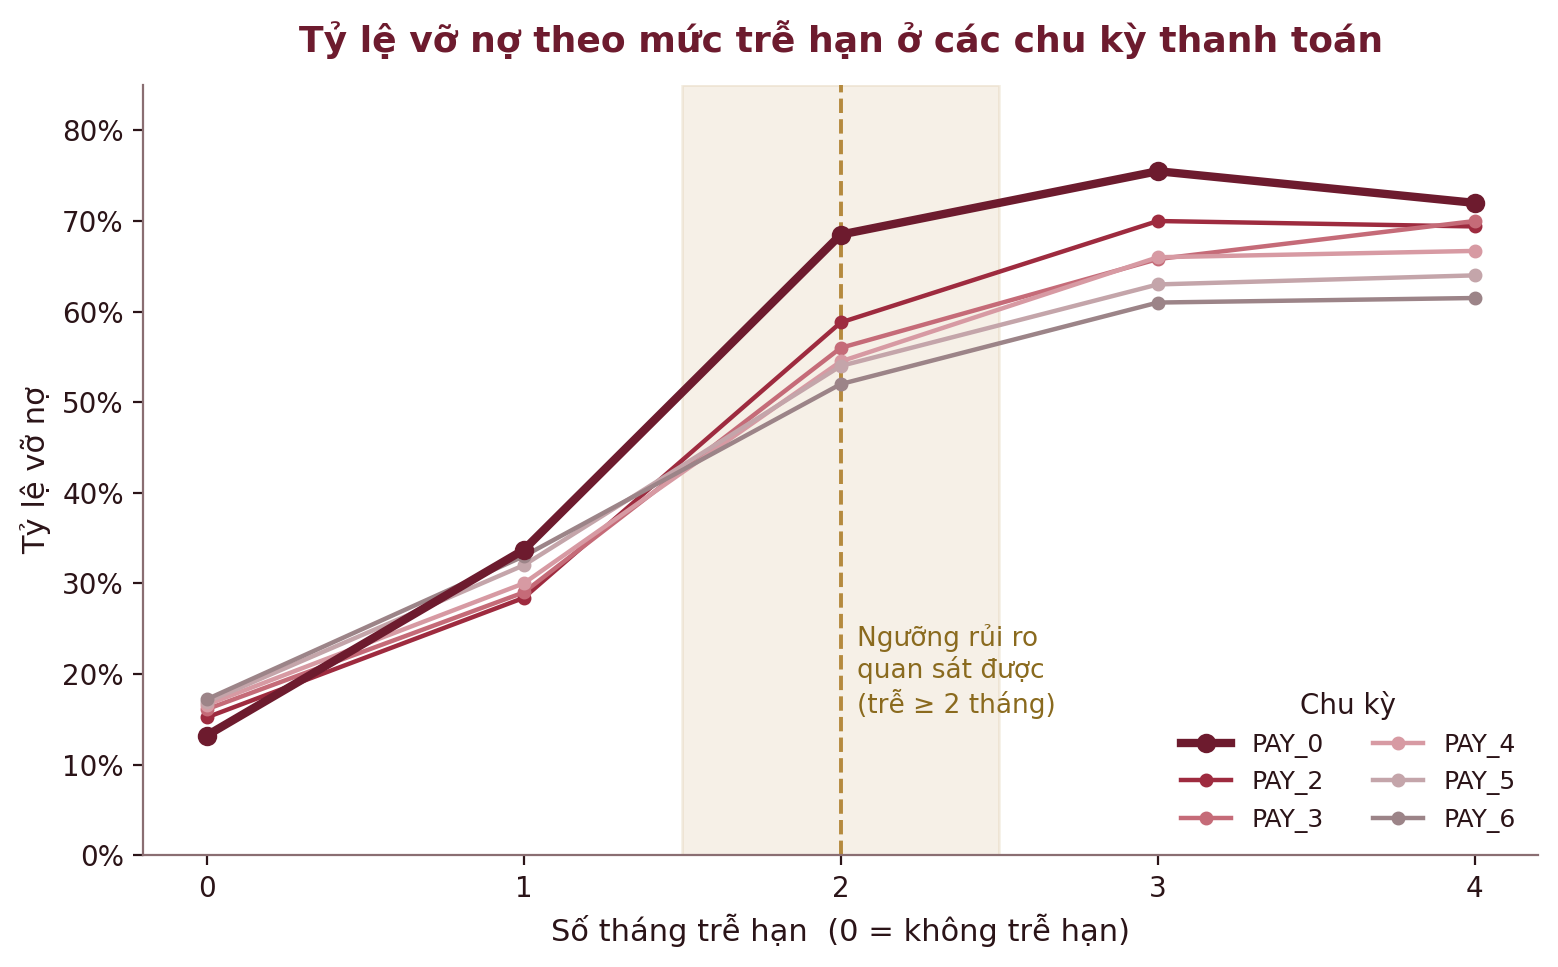 Tỷ lệ vỡ nợ theo mức trễ hạn ở các chu kỳ thanh toán
Tỷ lệ vỡ nợ
80%
70%
60%
50%
40%
30%
20%
10%
0%
Ngưỡng rủi ro
quan sát được
(trễ ≥ 2 tháng)
Chu kỳ
PAY_0
PAY_2
PAY_3
PAY_4
PAY_5
PAY_6
0 1 2 3 4
Số tháng trễ hạn (0 = không trễ hạn)